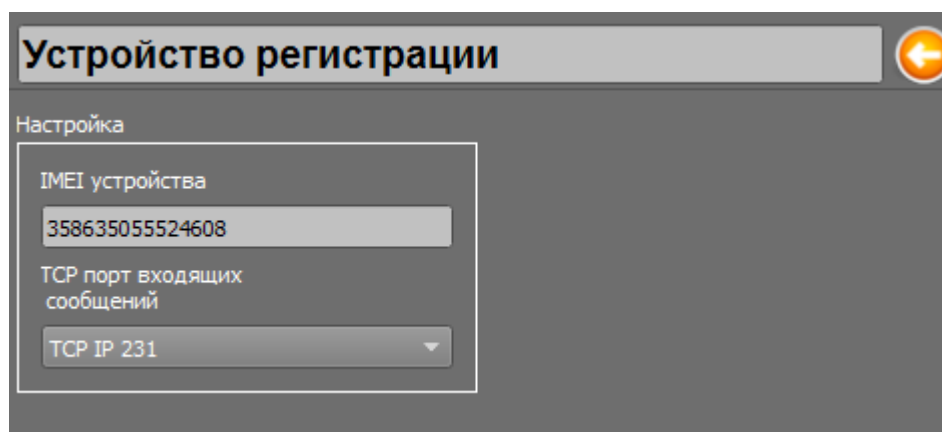 Устройство регистрации
Настройка
IMEI устройства
358635055524608
TCP порт входящих
сообщений
TCP IP 231